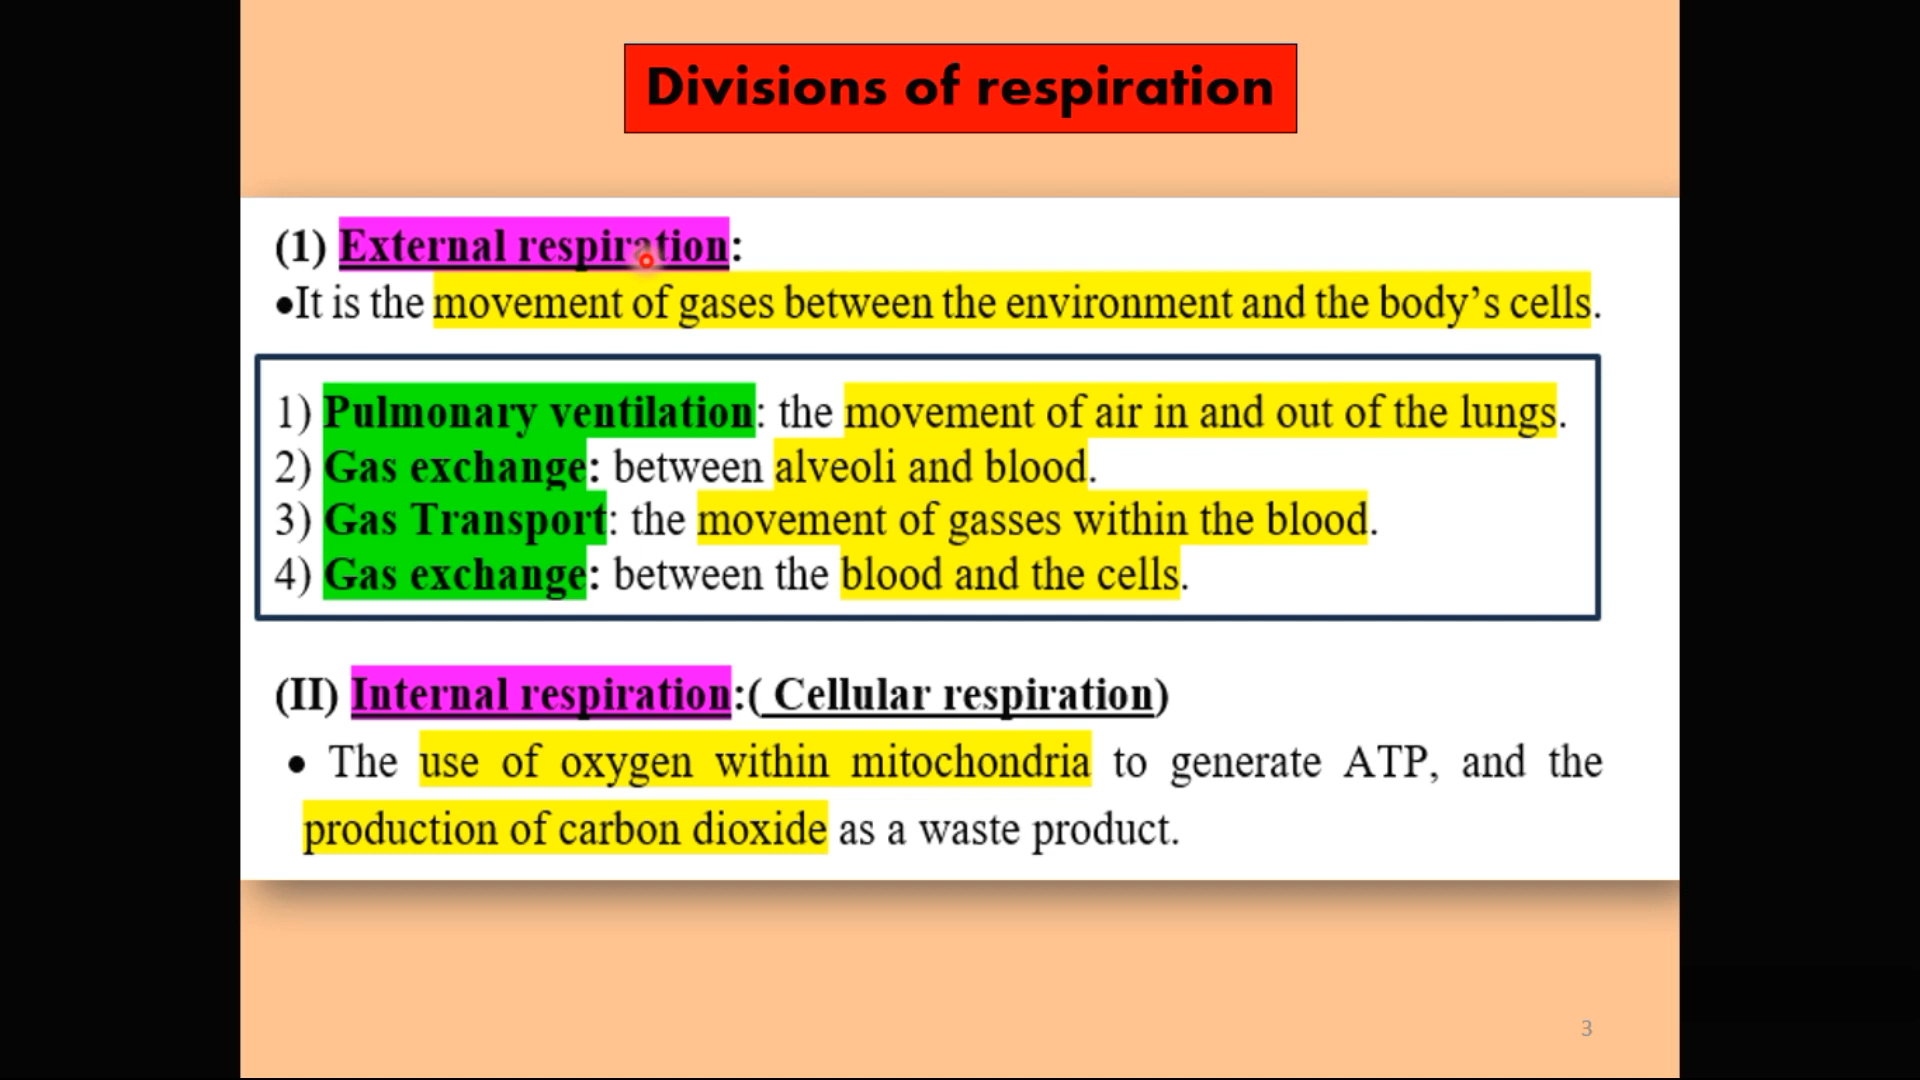 Divisions of respiration
(1) External respiration:
•It is the movement of gases between the environment and the body’s cells.
1) Pulmonary ventilation: the movement of air in and out of the lungs.
2) Gas exchange: between alveoli and blood.
3) Gas Transport: the movement of gasses within the blood.
4) Gas exchange: between the blood and the cells.
(II) Internal respiration:( Cellular respiration)
• The use of oxygen within mitochondria to generate ATP, and the
production of carbon dioxide as a waste product.
3